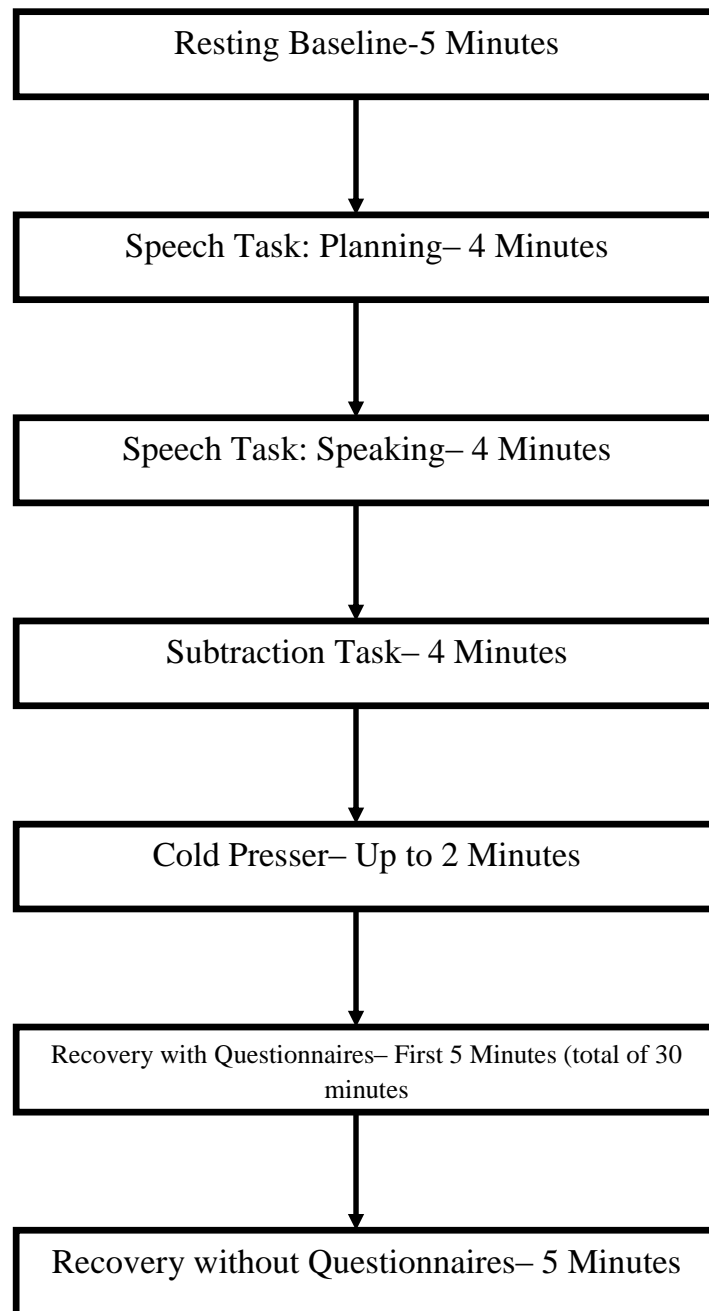 Resting Baseline-5 Minutes
Speech Task: Planning– 4 Minutes
Speech Task: Speaking– 4 Minutes
Subtraction Task– 4 Minutes
Cold Presser– Up to 2 Minutes
Recovery with Questionnaires– First 5 Minutes (total of 30
minutes
Recovery without Questionnaires– 5 Minutes